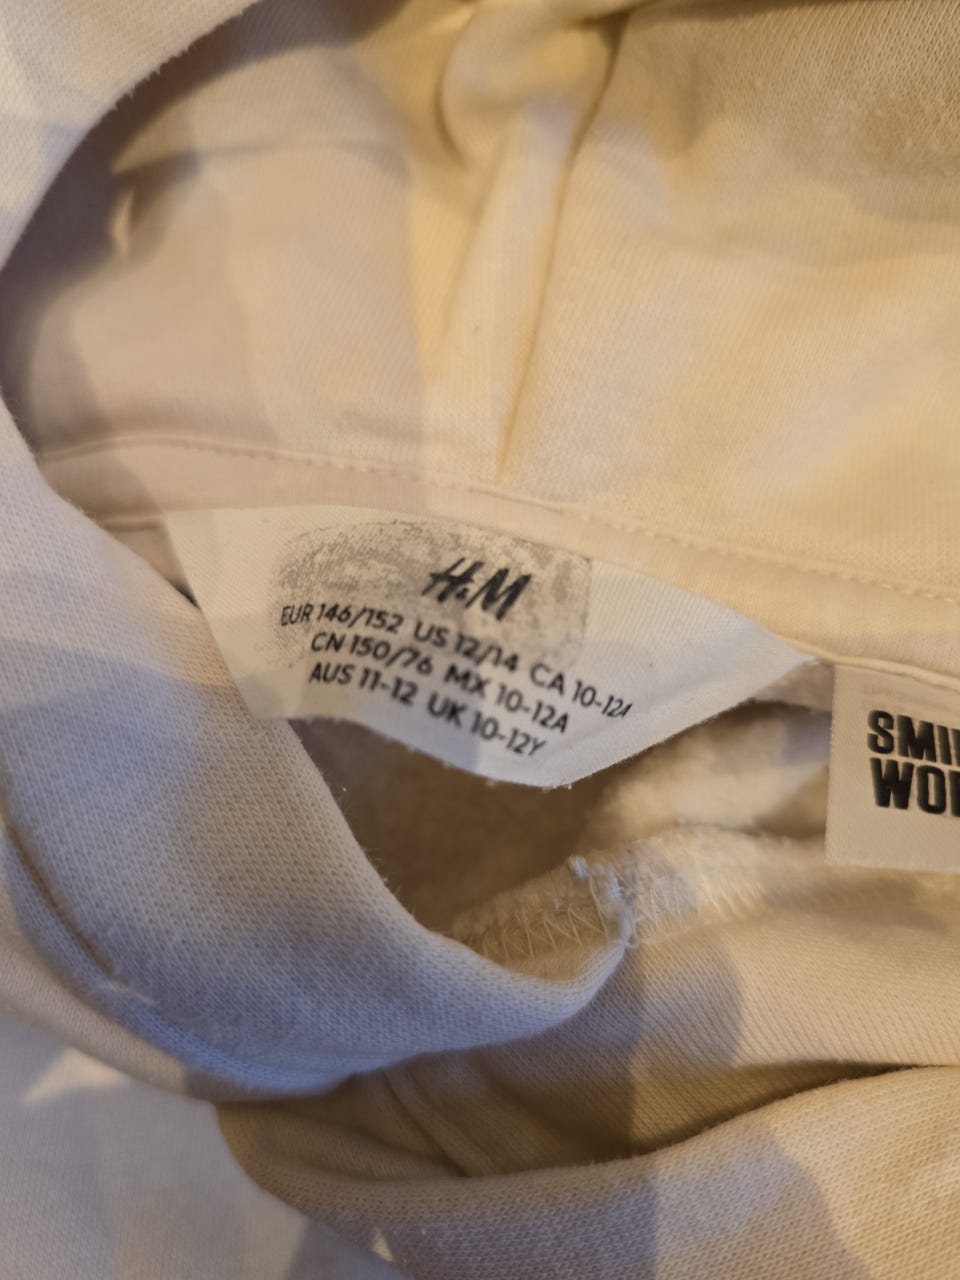 H&M
EUR 146/152 US 12/14 CA 10-12A
CN 150/76 MX 10-12A
AUS 11-12 UK 10-12Y